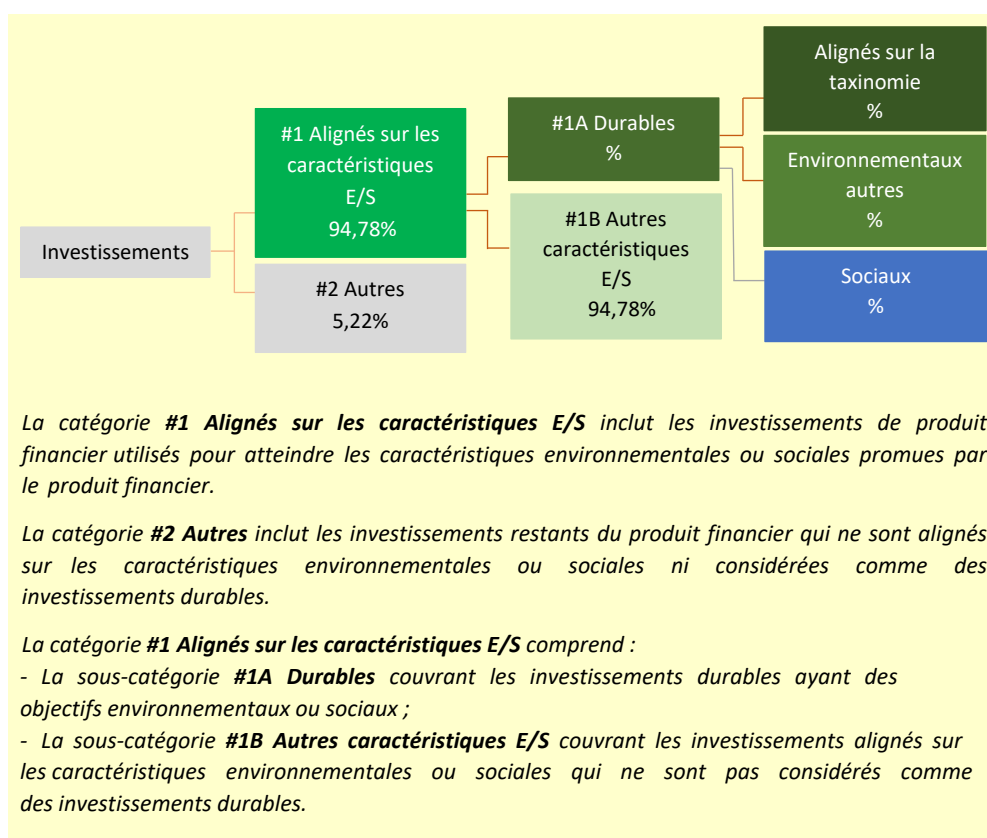 Investissements
#1 Alignés sur les
caractéristiques
E/S
94,78%
#2 Autres
5,22%
#1A Durables
%
#1B Autres
caractéristiques
E/S
94,78%
Alignés sur la
taxinomie
%
Environnementaux
autres
%
Sociaux
%
La catégorie #1 Alignés sur les caractéristiques E/S inclut les investissements de produit
financier utilisés pour atteindre les caractéristiques environnementales ou sociales promues par
le produit financier.
La catégorie #2 Autres inclut les investissements restants du produit financier qui ne sont alignés
sur les caractéristiques environnementales ou sociales ni considérées comme des
investissements durables.
La catégorie #1 Alignés sur les caractéristiques E/S comprend :
- La sous-catégorie #1A Durables couvrant les investissements durables ayant des
objectifs environnementaux ou sociaux ;
- La sous-catégorie #1B Autres caractéristiques E/S couvrant les investissements alignés sur
les caractéristiques environnementales ou sociales qui ne sont pas considérés comme
des investissements durables.